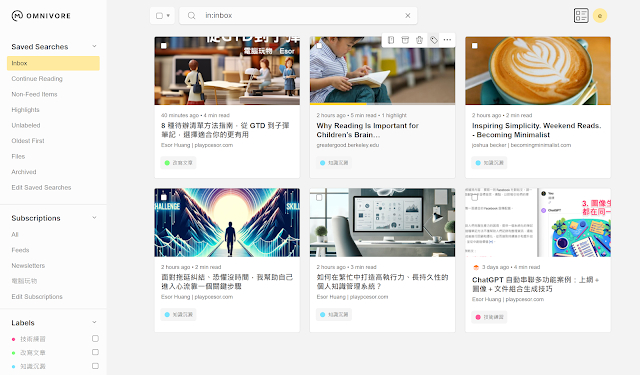 OMNIVORE
in:inbox
Saved Searches
Inbox
Continue Reading
Non-Feed Items
Highlights
Unlabeled
Oldest First
Files
Archived
Edit Saved Searches
Subscriptions
All
Feeds
Newsletters
電腦玩物
Edit Subscriptions
Labels
技術練習
改寫文章
知識沉澱
從 GTD 到子彈
電腦玩物 Esor
40 minutes ago • 4 min read
8 種待辦清單方法指南,從 GTD 到子彈
筆記,選擇適合你的更有用
Esor Huang | playpcesor.com
改寫文章
2 hours ago • 5 min read • 1 highlight
Why Reading Is Important for
Children's Brain…
greatergood.berkeley.edu
知識沉澱
2 hours ago • 2 min read
Inspiring Simplicity. Weekend Reads.
- Becoming Minimalist
joshua becker | becomingminimalist.com
知識沉澱
CHALLENGE
SKILL
2 hours ago • 2 min read
面對拖延糾結、恐懼沒時間,我幫助自己
進入心流靠一個關鍵步驟
Esor Huang | playpcesor.com
知識沉澱
2 hours ago • 3 min read
如何在繁忙中打造高執行力、長持久性的
個人知識管理系統?
Esor Huang | playpcesor.com
知識沉澱
You
ChatGPT
3. 圖像生
都在同一
3 days ago • 4 min read
ChatGPT 自動串聯多功能案例:上網+
圖像+文件組合生成技巧
Esor Huang | playpcesor.com
技術練習